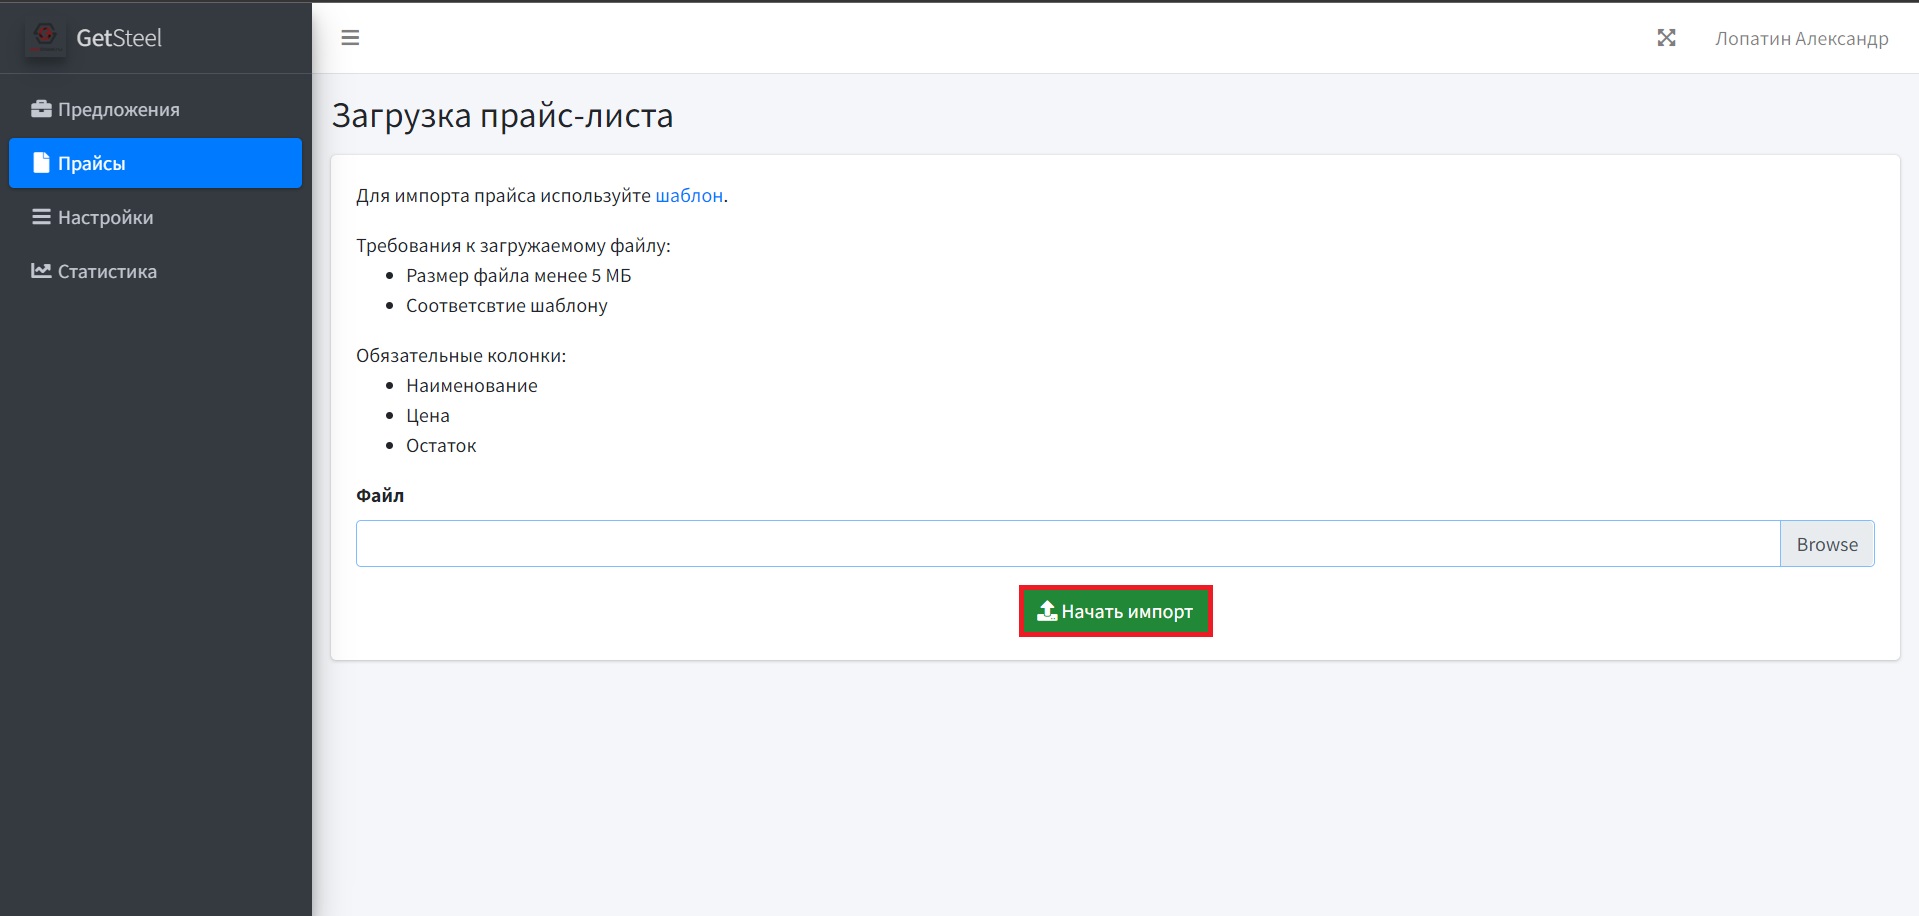 GetSteel
Лопатин Александр
Предложения
Прайсы
Настройки
Статистика
Загрузка прайс-листа
Для импорта прайса используйте шаблон.
Требования к загружаемому файлу:
Размер файла менее 5 МБ
Соответсвтие шаблону
Обязательные колонки:
Наименование
Цена
Остаток
Файл
Browse
Начать импорт